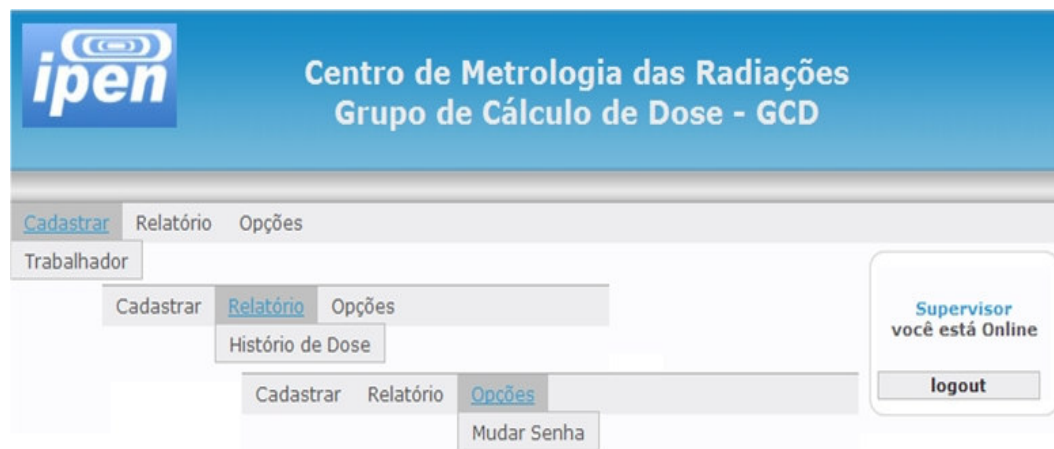 ipen
Centro de Metrologia das Radiações
Grupo de Cálculo de Dose - GCD
Cadastrar Relatório Opções
Trabalhador
Cadastrar Relatório Opções
Histório de Dose
Cadastrar Relatório Opções
Mudar Senha
Supervisor
você está Online
logout